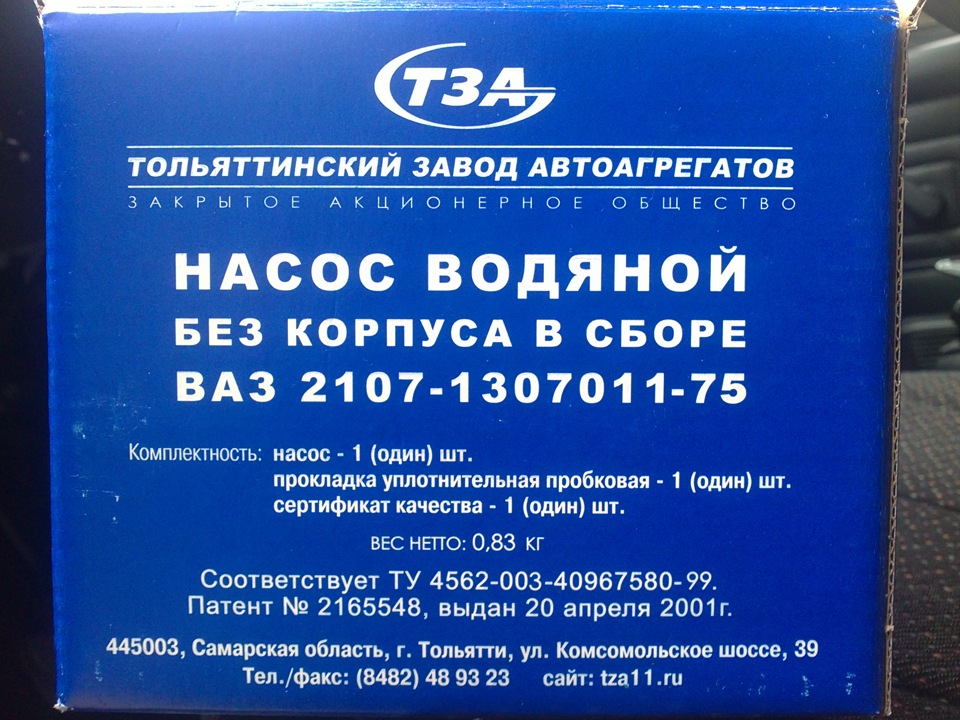 ТЗА
ТОЛЬЯТТИНСКИЙ ЗАВОД АВТОАГРЕГАТОВ
ЗАКРЫТОЕ АКЦИОНЕРНОЕ ОБЩЕСТВО
НАСОС ВОДЯНОЙ
БЕЗ КОРПУСА В СБОРЕ
ВАЗ 2107-1307011-75
Комплектность: насос - 1 (один) шт.
прокладка уплотнительная пробковая - 1 (один) шт.
сертификат качества - 1 (один) шт.
ВЕС НЕТТО: 0,83 КГ
Соответствует ТУ 4562-003-40967580-99.
Патент № 2165548, выдан 20 апреля 2001г.
445003, Самарская область, г. Тольятти, ул. Комсомольское шоссе, 39
Тел./факс: (8482) 48 93 23 сайт: tza11.ru